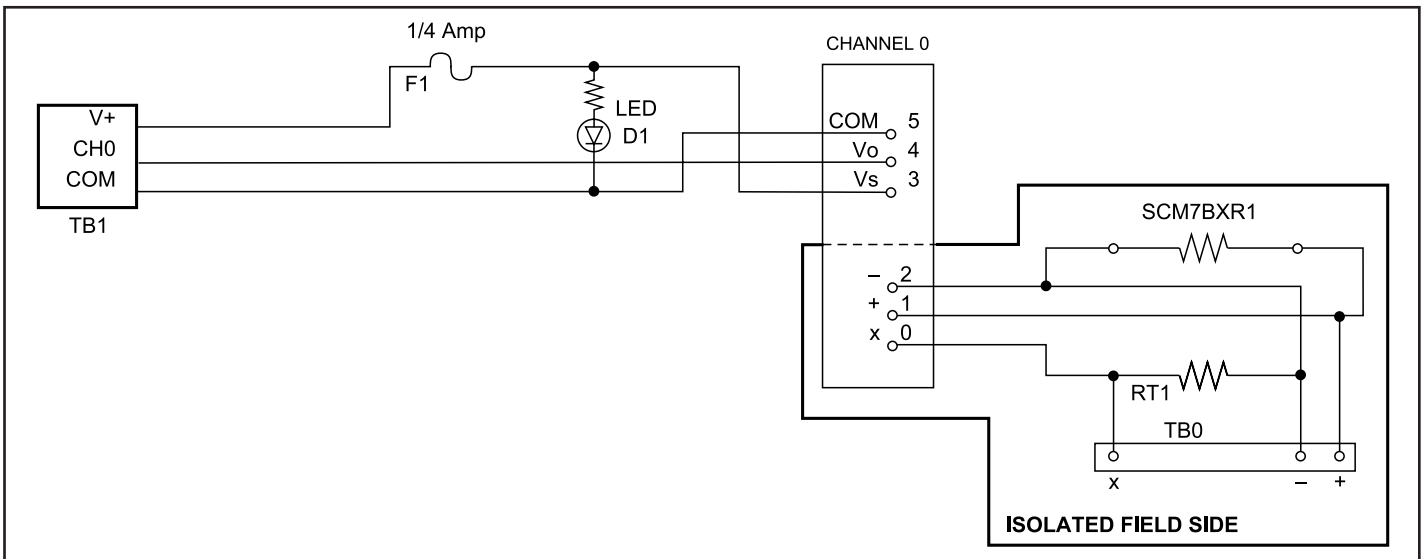 1/4 Amp
F1
V+
CH0
COM
TB1
LED
D1
CHANNEL 0
COM 5
Vo 4
Vs 3
– 2
+ 1
x 0
SCM7BXR1
RT1
TB0
x – +
ISOLATED FIELD SIDE